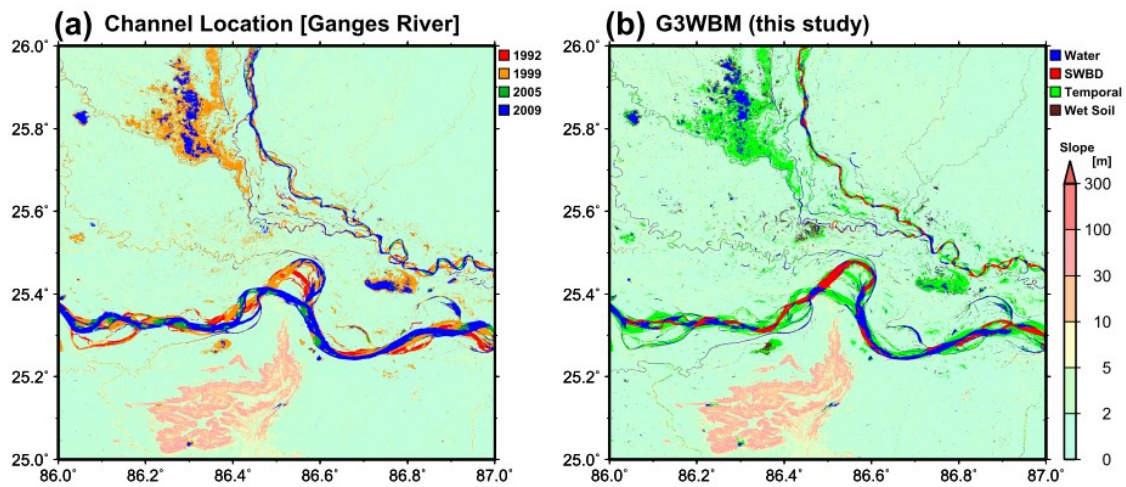 (a) Channel Location [Ganges River]
1992
1999
2005
2009
26.0°
25.8°
25.6°
25.4°
25.2°
25.0°
86.0° 86.2° 86.4° 86.6° 86.8° 87.0°
(b) G3WBM (this study)
Water
SWBD
Temporal
Wet Soil
26.0°
25.8°
25.6°
25.4°
25.2°
25.0°
86.0° 86.2° 86.4° 86.6° 86.8° 87.0°
Slope
[m]
300
100
30
10
5
2
0